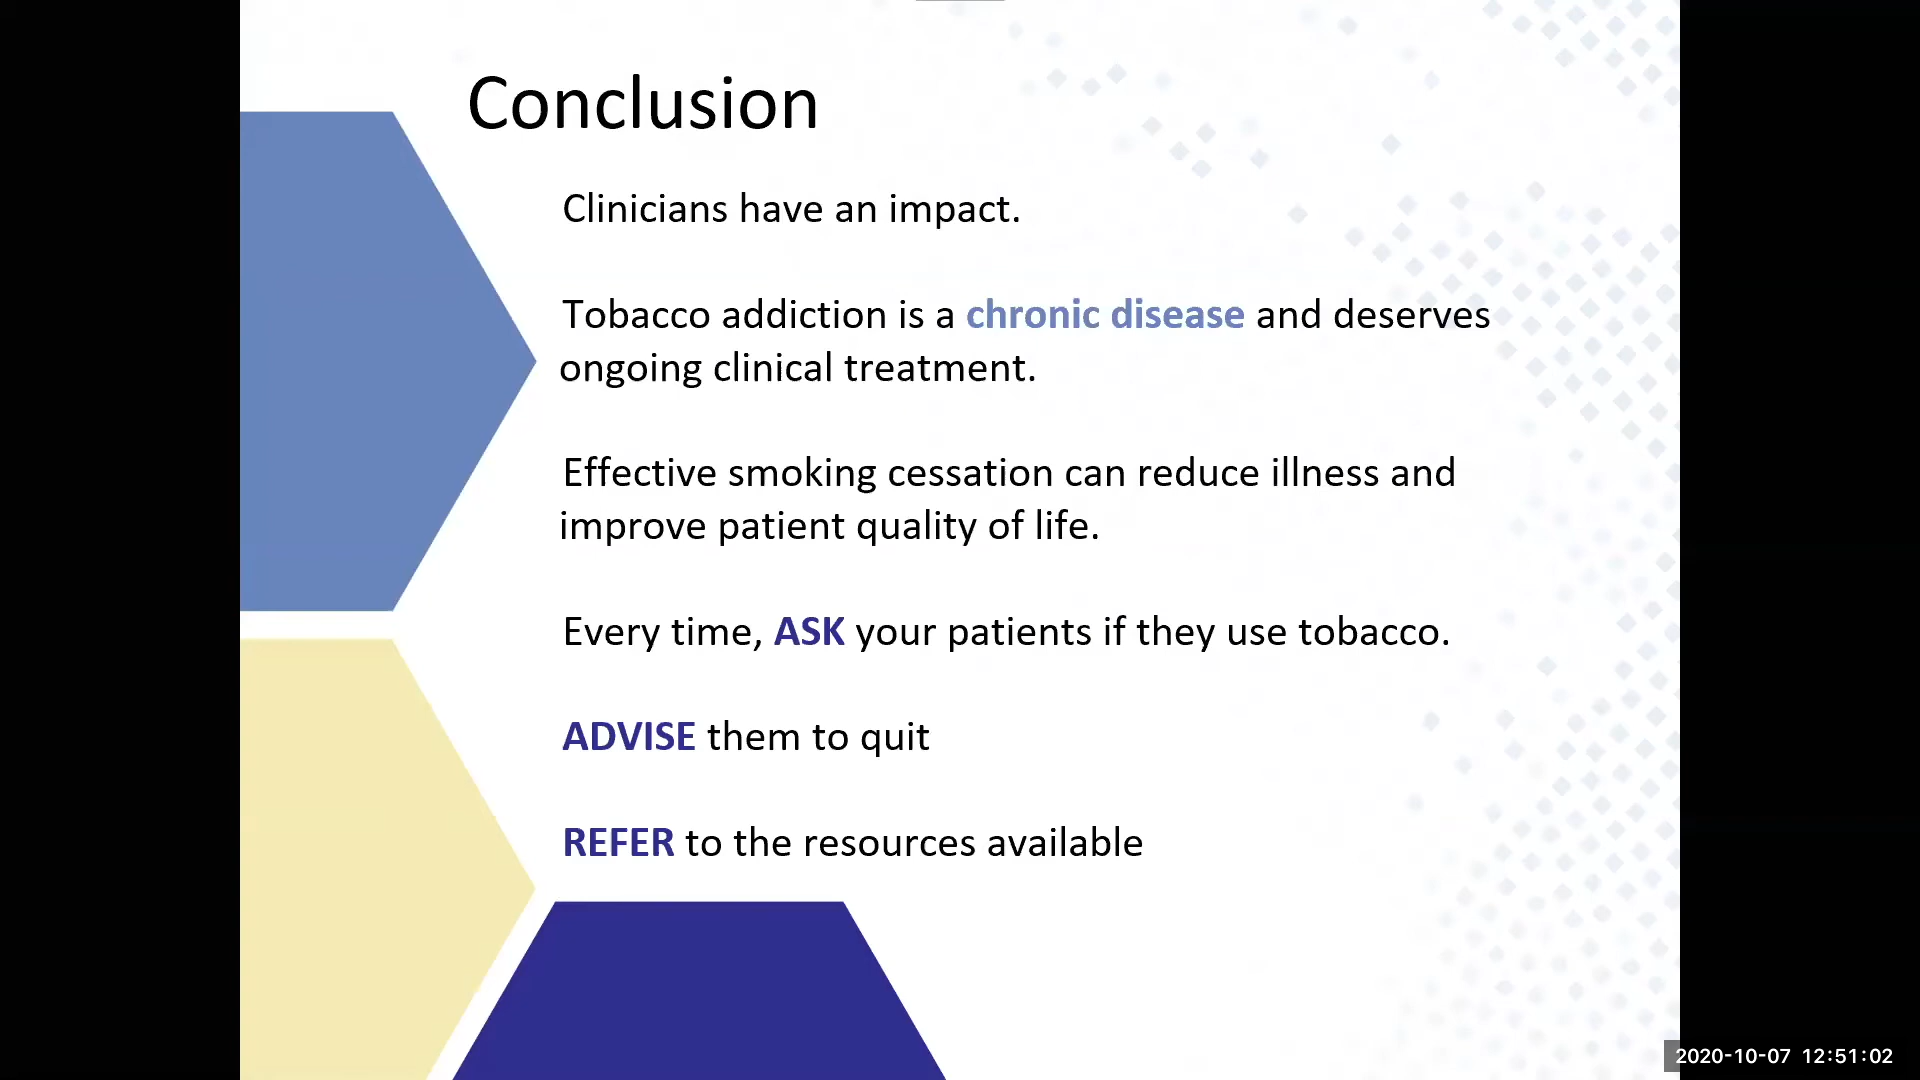 Conclusion
Clinicians have an impact.
Tobacco addiction is a chronic disease and deserves
ongoing clinical treatment.
Effective smoking cessation can reduce illness and
improve patient quality of life.
Every time, ASK your patients if they use tobacco.
ADVISE them to quit
REFER to the resources available
2020-10-07 12:51:02